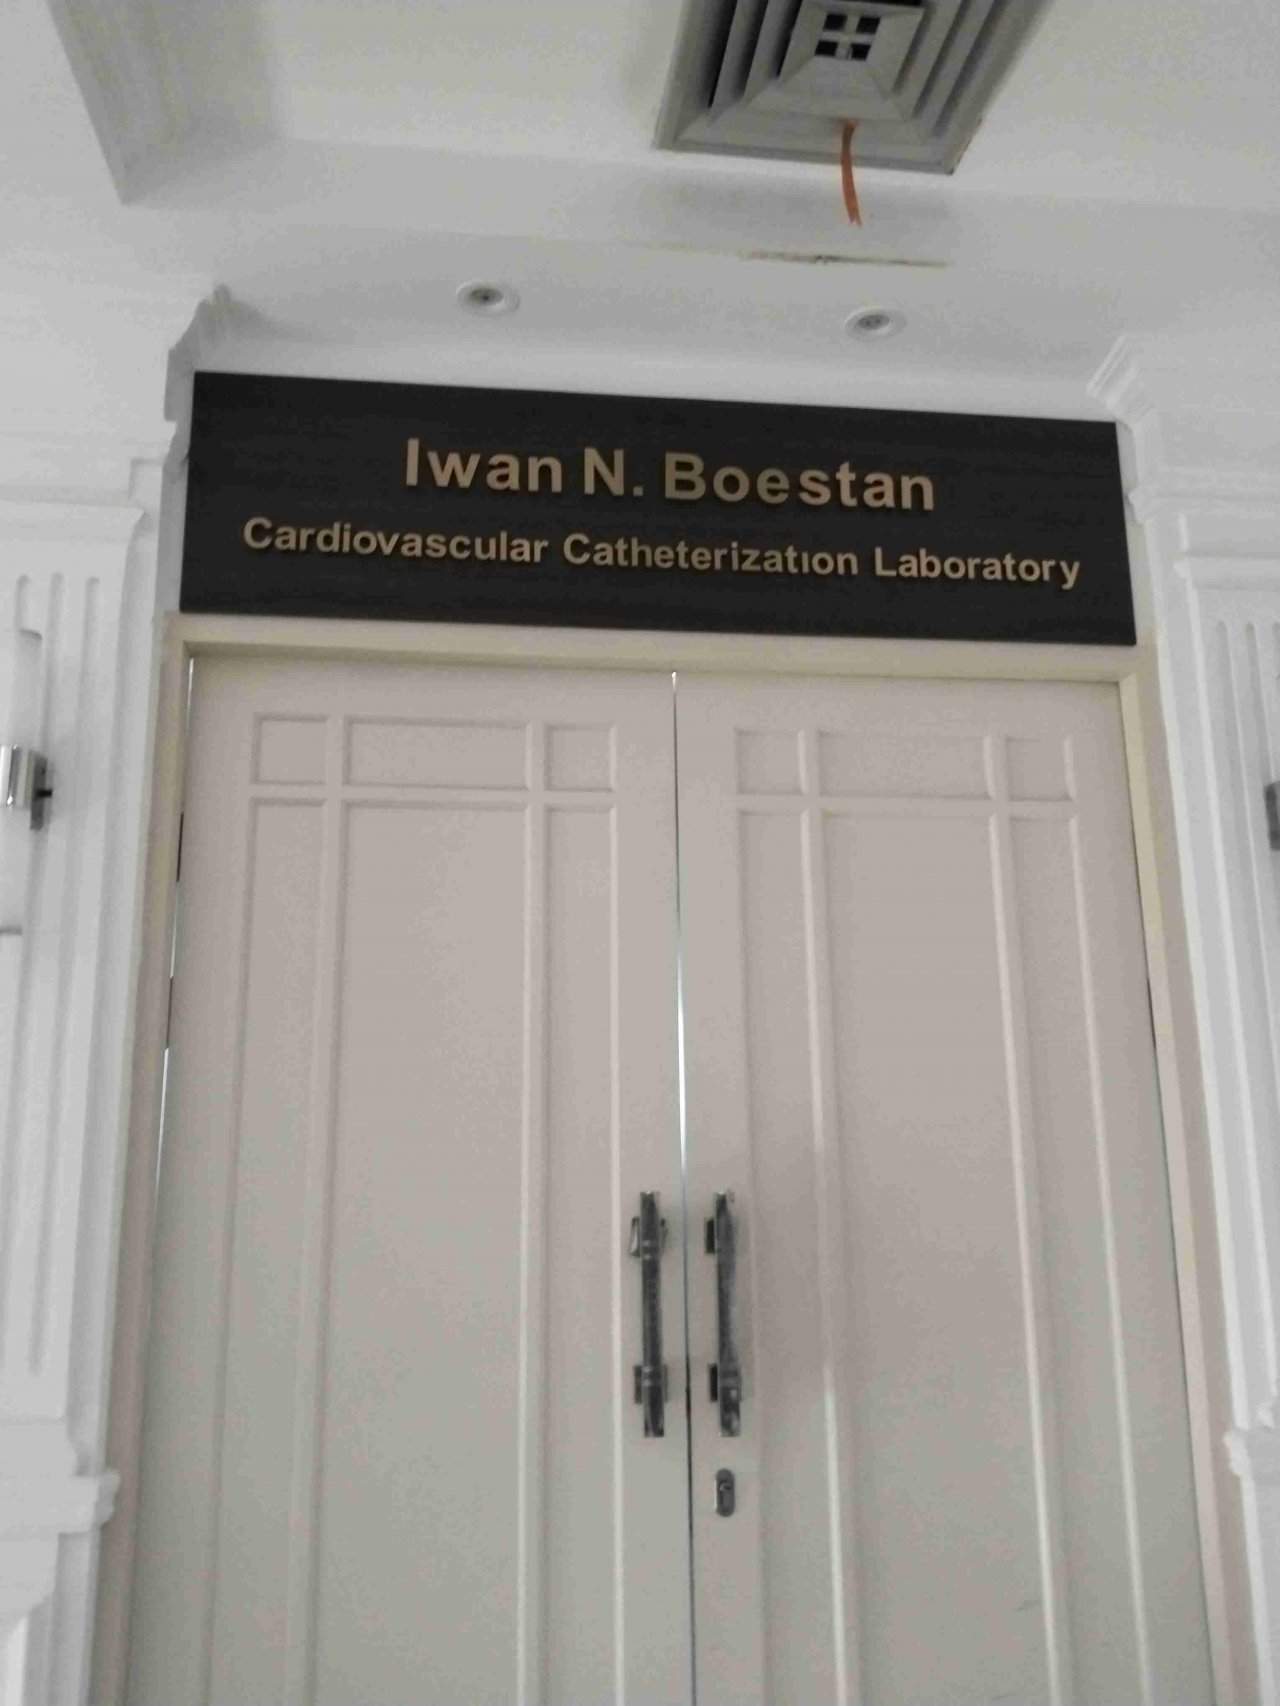 Iwan N. Boestan
Cardiovascular Catheterization Laboratory